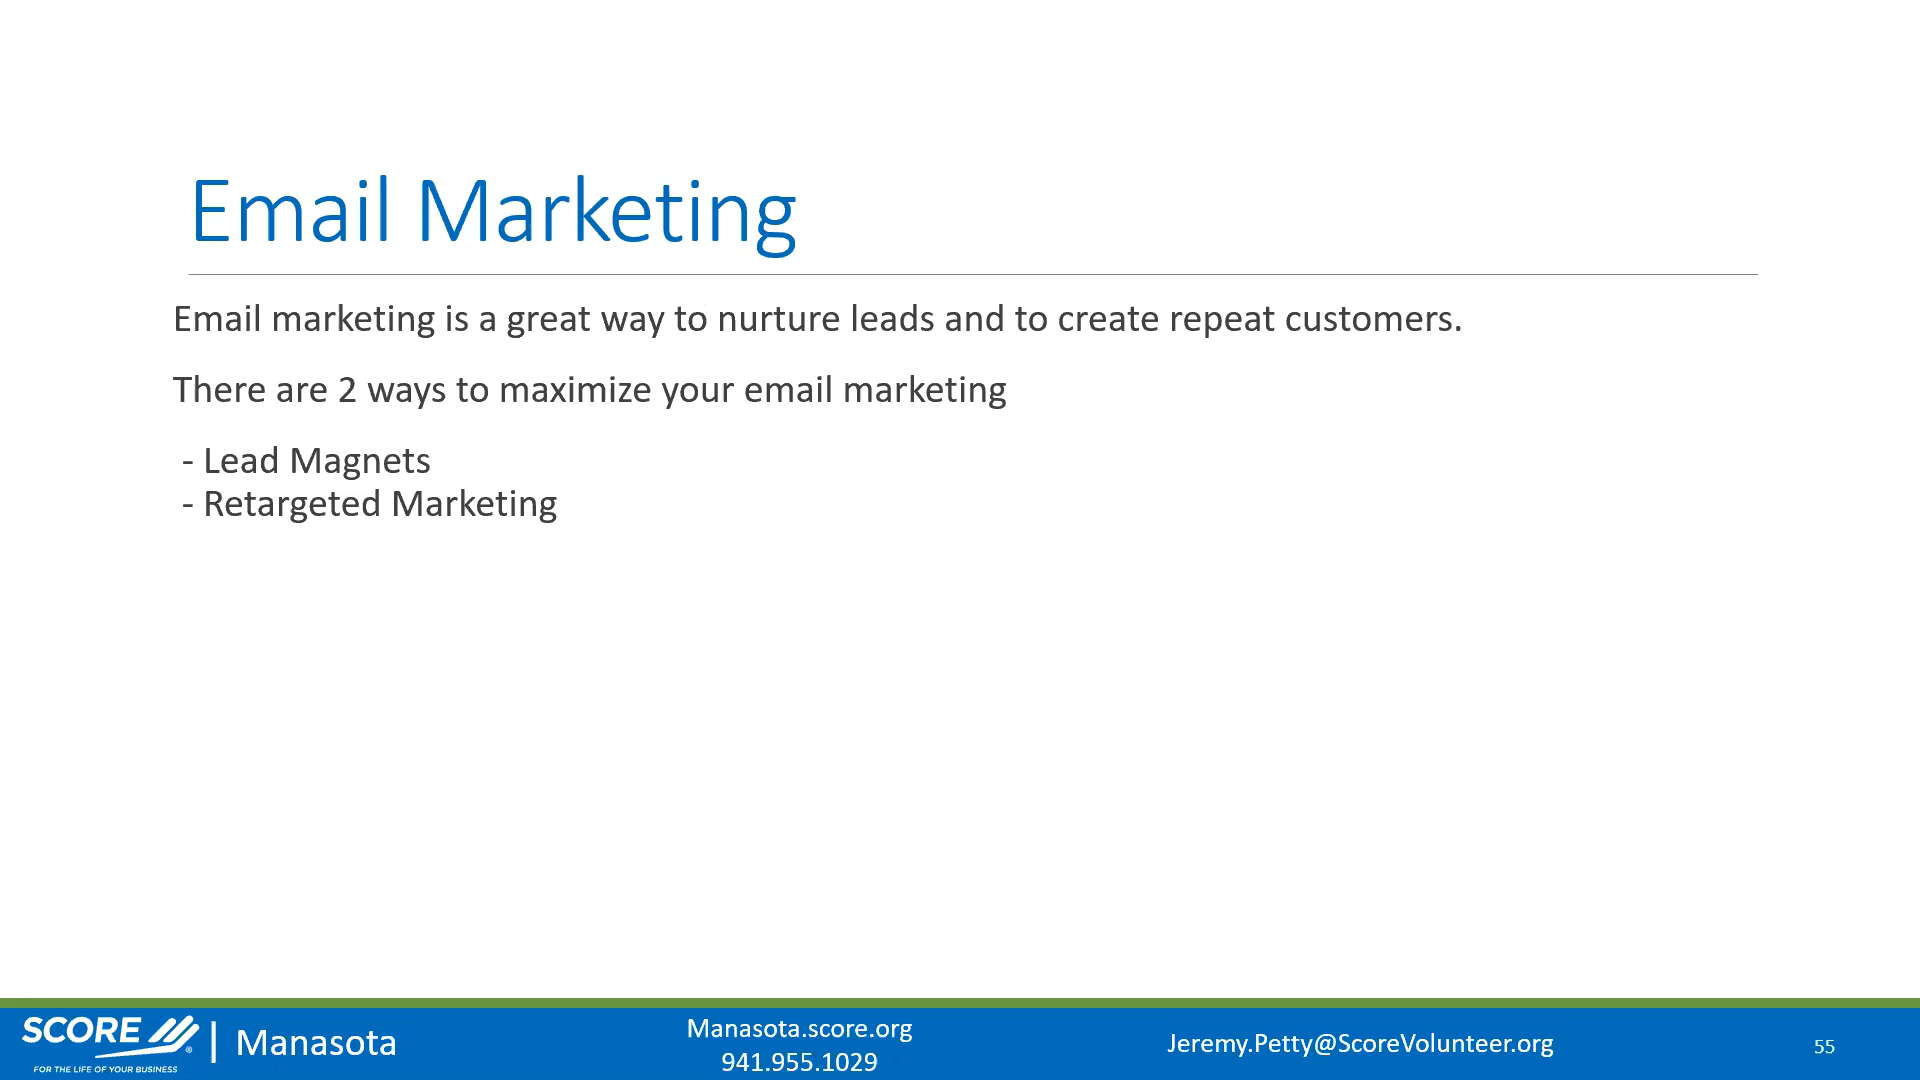 Email Marketing
Email marketing is a great way to nurture leads and to create repeat customers.
There are 2 ways to maximize your email marketing
- Lead Magnets
- Retargeted Marketing
SCORE ®
FOR THE LIFE OF YOUR BUSINESS
| Manasota
Manasota.score.org
941.955.1029
Jeremy.Petty@ScoreVolunteer.org
55